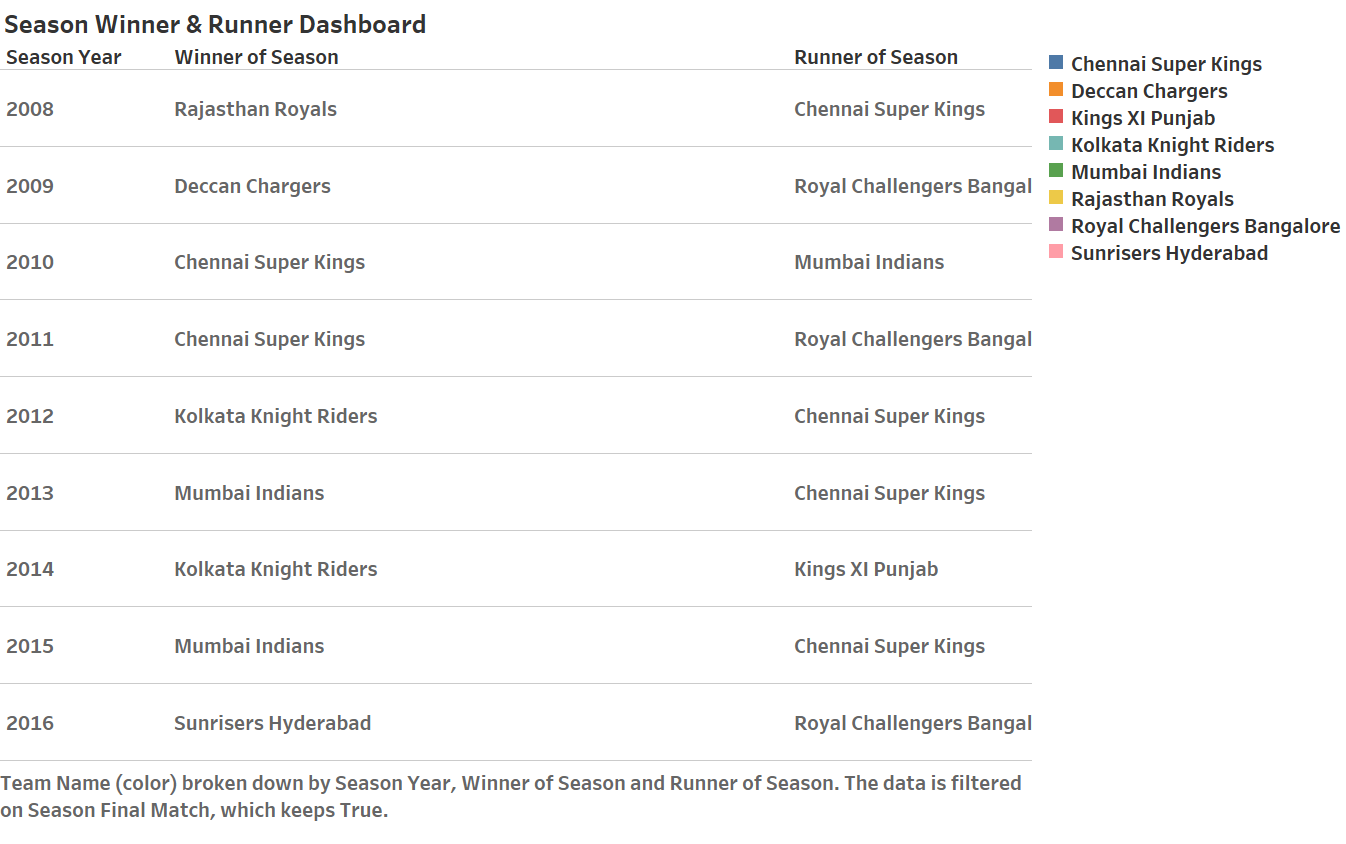 Season Winner & Runner Dashboard
Season Year Winner of Season Runner of Season
2008 Rajasthan Royals Chennai Super Kings
2009 Deccan Chargers Royal Challengers Bangal
2010 Chennai Super Kings Mumbai Indians
2011 Chennai Super Kings Royal Challengers Bangal
2012 Kolkata Knight Riders Chennai Super Kings
2013 Mumbai Indians Chennai Super Kings
2014 Kolkata Knight Riders Kings XI Punjab
2015 Mumbai Indians Chennai Super Kings
2016 Sunrisers Hyderabad Royal Challengers Bangal
Team Name (color) broken down by Season Year, Winner of Season and Runner of Season. The data is filtered
on Season Final Match, which keeps True.
Chennai Super Kings
Deccan Chargers
Kings XI Punjab
Kolkata Knight Riders
Mumbai Indians
Rajasthan Royals
Royal Challengers Bangalore
Sunrisers Hyderabad